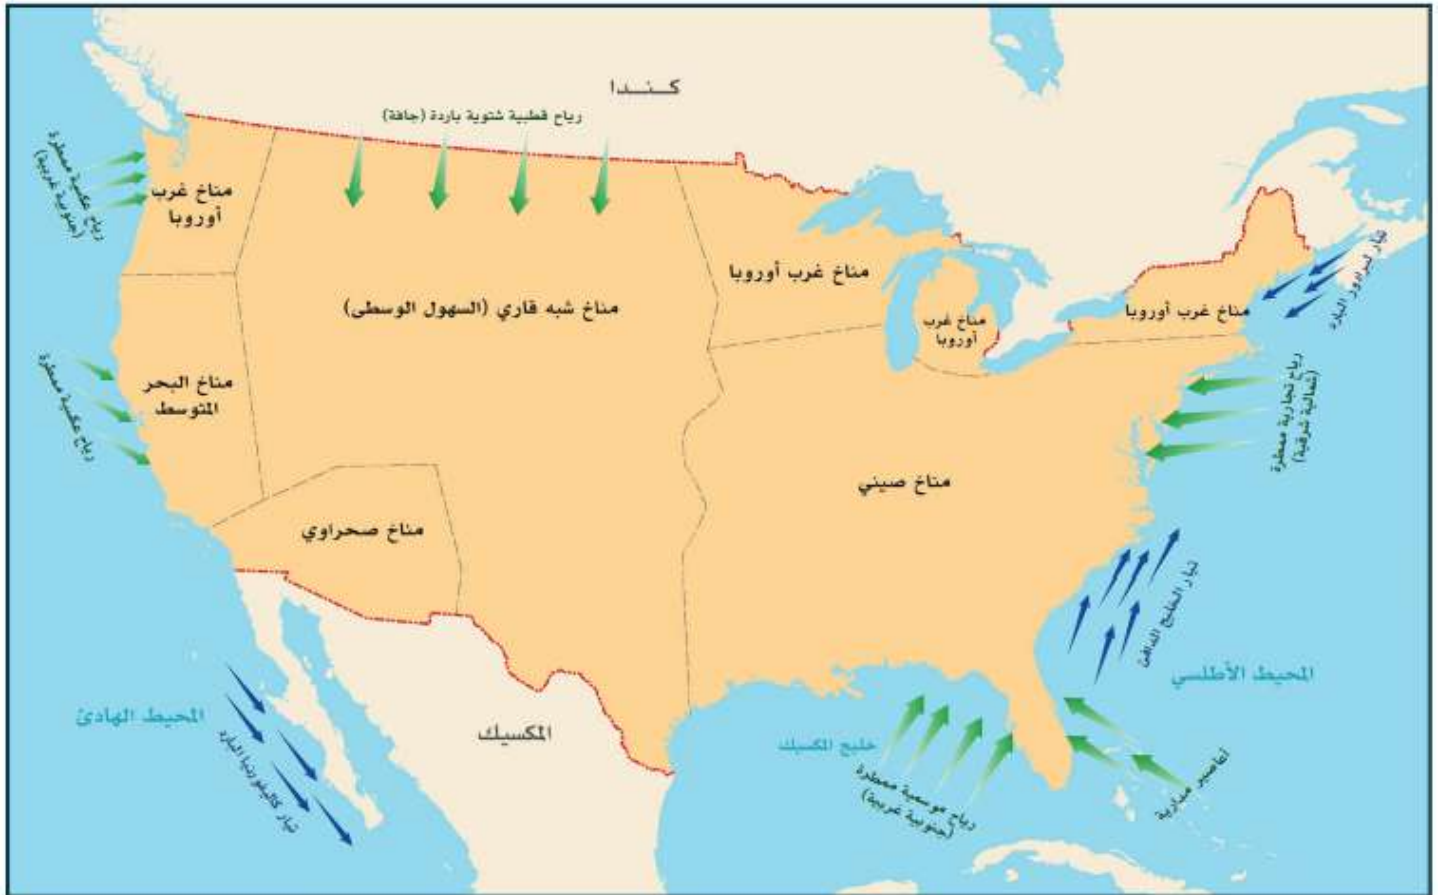 كـنـدا
رياح قطبية شتوية باردة (جافة)
رياح عكسية ممطرة
(جنوبية غربية)
مناخ غرب
أوروبا
مناخ شبه قاري (السهول الوسطى)
مناخ غرب أوروبا
مناخ غرب
أوروبا
مناخ غرب أوروبا
تيار لبرادور البارد
رياح تجارية ممطرة
(شمالية شرقية)
رياح عكسية ممطرة
مناخ البحر
المتوسط
مناخ صيني
مناخ صحراوي
تيار الخليج الدافئ
المحيط الأطلسي
المحيط الهادئ
تيار كاليفورنيا البارد
المكسيك
خليج المكسيك
رياح موسمية ممطرة
(جنوبية غربية)
أعاصير مدارية